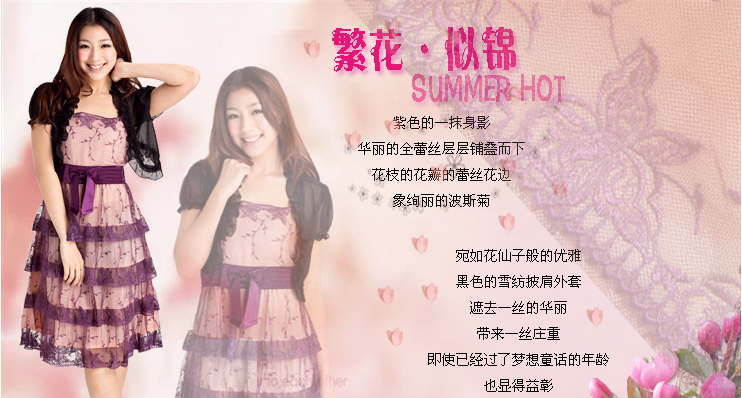 繁花·似锦
SUMMER HOT
紫色的一抹身影
华丽的全蕾丝层层铺叠而下
花枝的花瓣的蕾丝花边
象绚丽的波斯菊
宛如花仙子般的优雅
黑色的雪纺披肩外套
遮去一丝的华丽
带来一丝庄重
即使已经过了梦想童话的年龄
也显得益彰